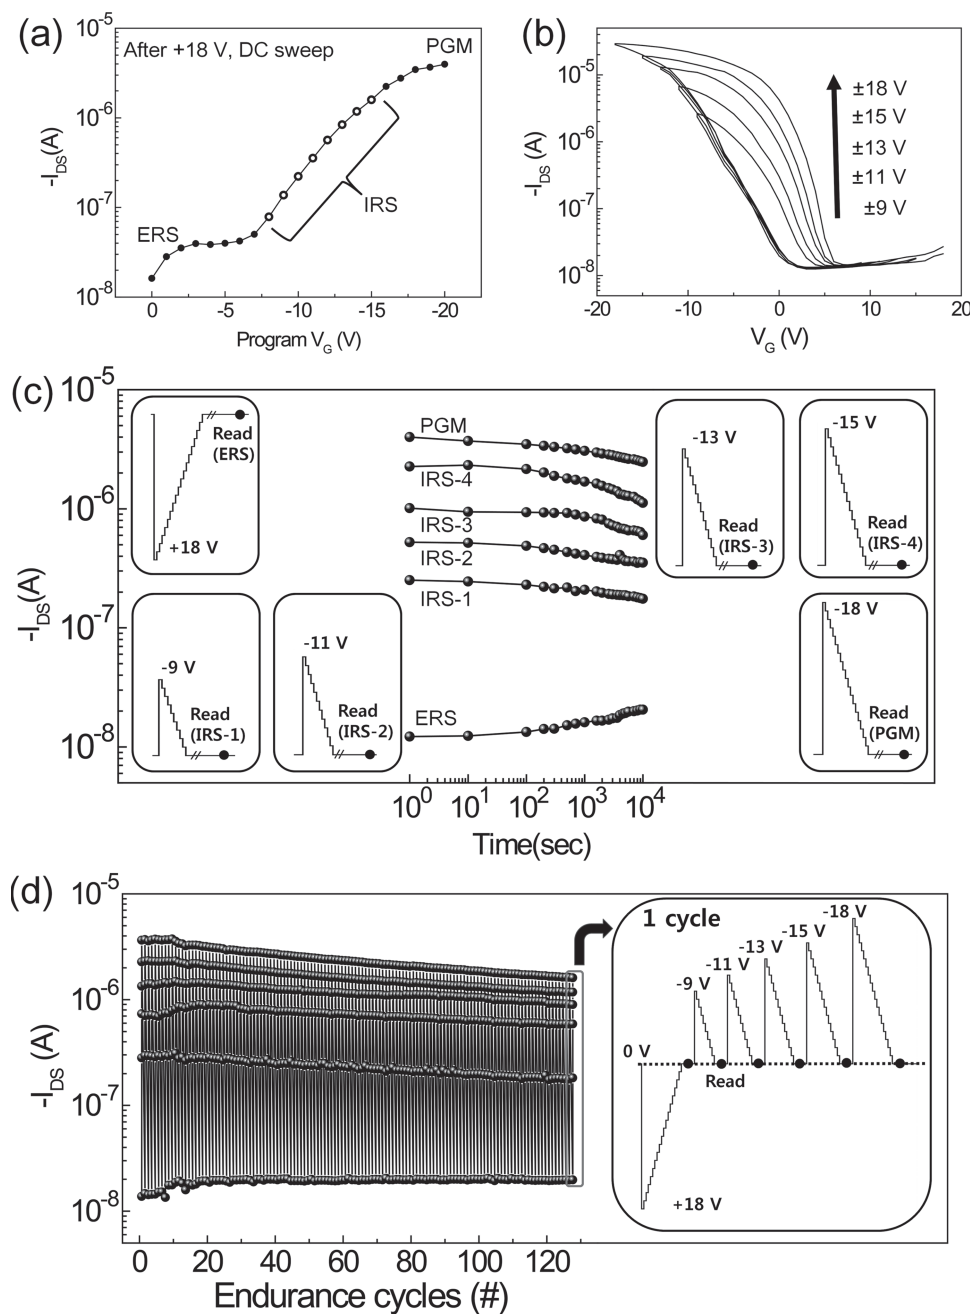 (a)
After +18 V, DC sweep
PGM
ERS
IRS
-I_DS(A)
10^-5
10^-6
10^-7
10^-8
0 -5 -10 -15 -20
Program V_G (V)
(b)
±18 V
±15 V
±13 V
±11 V
±9 V
-I_DS (A)
10^-5
10^-6
10^-7
10^-8
-20 -10 0 10 20
V_G (V)
(c)
-I_DS(A)
10^-5
10^-6
10^-7
10^-8
Read
(ERS)
+18 V
-9 V
Read
(IRS-1)
-11 V
Read
(IRS-2)
PGM
IRS-4
IRS-3
IRS-2
IRS-1
ERS
-13 V
Read
(IRS-3)
-15 V
Read
(IRS-4)
-18 V
Read
(PGM)
10^0 10^1 10^2 10^3 10^4
Time(sec)
(d)
-I_DS (A)
10^-5
10^-6
10^-7
10^-8
0 20 40 60 80 100 120
Endurance cycles (#)
1 cycle
-9 V
-11 V
-13 V
-15 V
-18 V
0 V
Read
+18 V